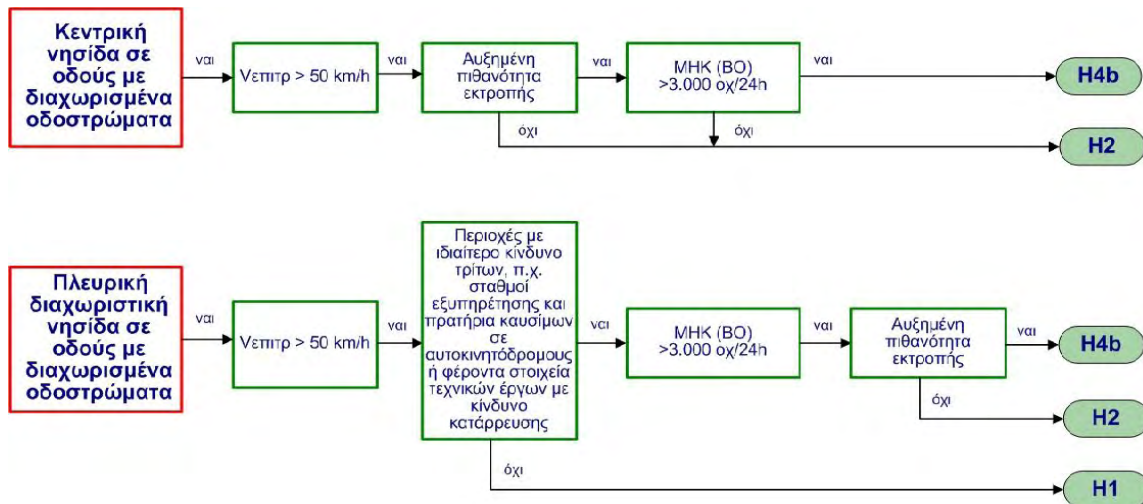 Κεντρική
νησίδα σε
οδούς με
διαχωρισμένα
οδοστρώματα
ναι
Vεπιτρ > 50 km/h
ναι
Αυξημένη
πιθανότητα
εκτροπής
ναι
ΜΗΚ (ΒΟ)
>3.000 οχ/24h
ναι
H4b
όχι
όχι
H2
Πλευρική
διαχωριστική
νησίδα σε
οδούς με
διαχωρισμένα
οδοστρώματα
ναι
Vεπιτρ > 50 km/h
ναι
Περιοχές με
ιδιαίτερο κίνδυνο
τρίτων, π.χ.
σταθμοί
εξυπηρέτησης και
πρατήρια καυσίμων
σε
αυτοκινητόδρομους
ή φέροντα στοιχεία
τεχνικών έργων με
κίνδυνο
κατάρρευσης
ναι
ΜΗΚ (ΒΟ)
>3.000 οχ/24h
ναι
Αυξημένη
πιθανότητα
εκτροπής
ναι
H4b
όχι
H2
όχι
H1